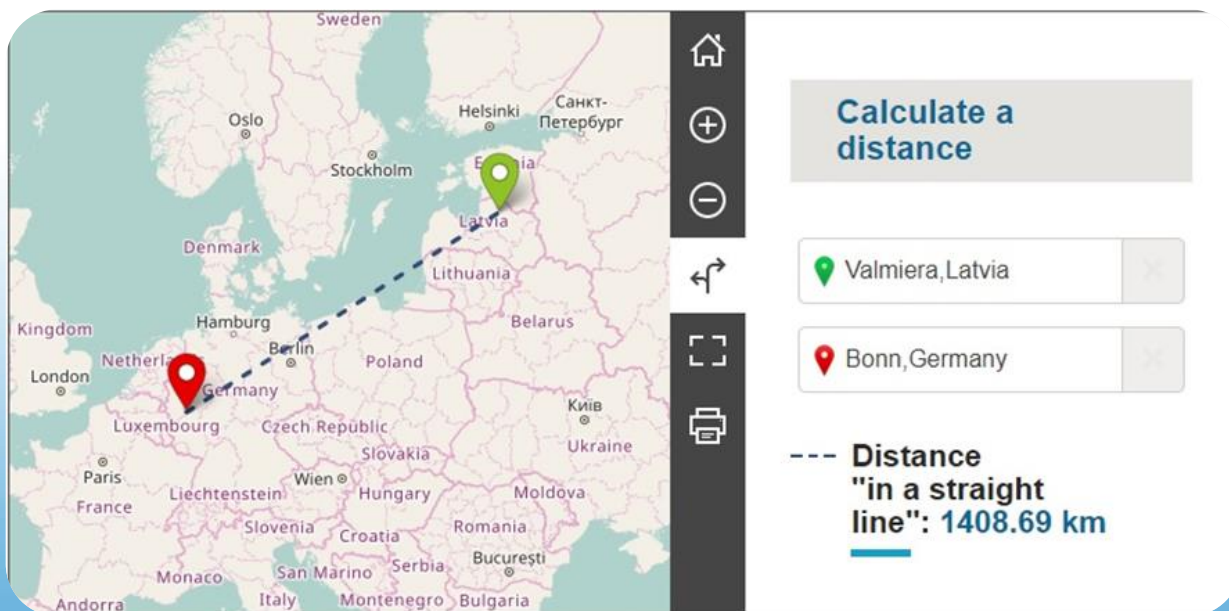 Sweden
Helsinki
Санкт-
Петербург
Oslo
Stockholm
Latvia
Denmark
Lithuania
Kingdom
Hamburg
Belarus
Berlin
Poland
London
Germany
Київ
Luxembourg
Czech Republic
Ukraine
Slovakia
Paris
Wien
Liechtenstein
Hungary
Moldova
France
Slovenia
Croatia
Romania
București
Monaco
San Marino
Serbia
Andorra
Italy
Montenegro
Bulgaria
Calculate a
distance
Valmiera,Latvia
Bonn,Germany
Distance
"in a straight
line": 1408.69 km